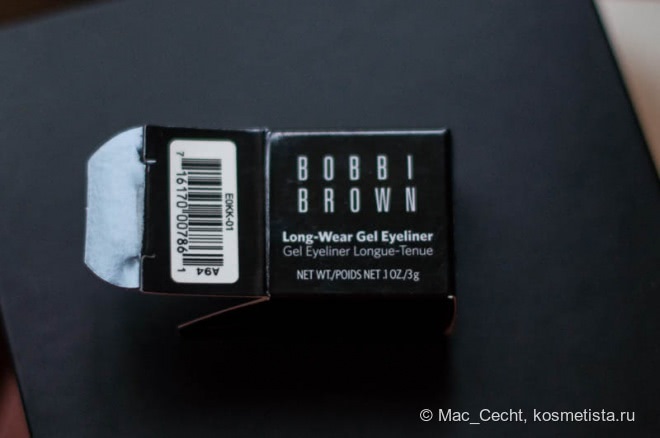 BOBBI
BROWN
Long-Wear Gel Eyeliner
Gel Eyeliner Longue-Tenue
NET WT./POIDS NET .1 OZ./3g
E0KK-01
7 16170 00786 1
A94
© Mac_Cecht, kosmetista.ru